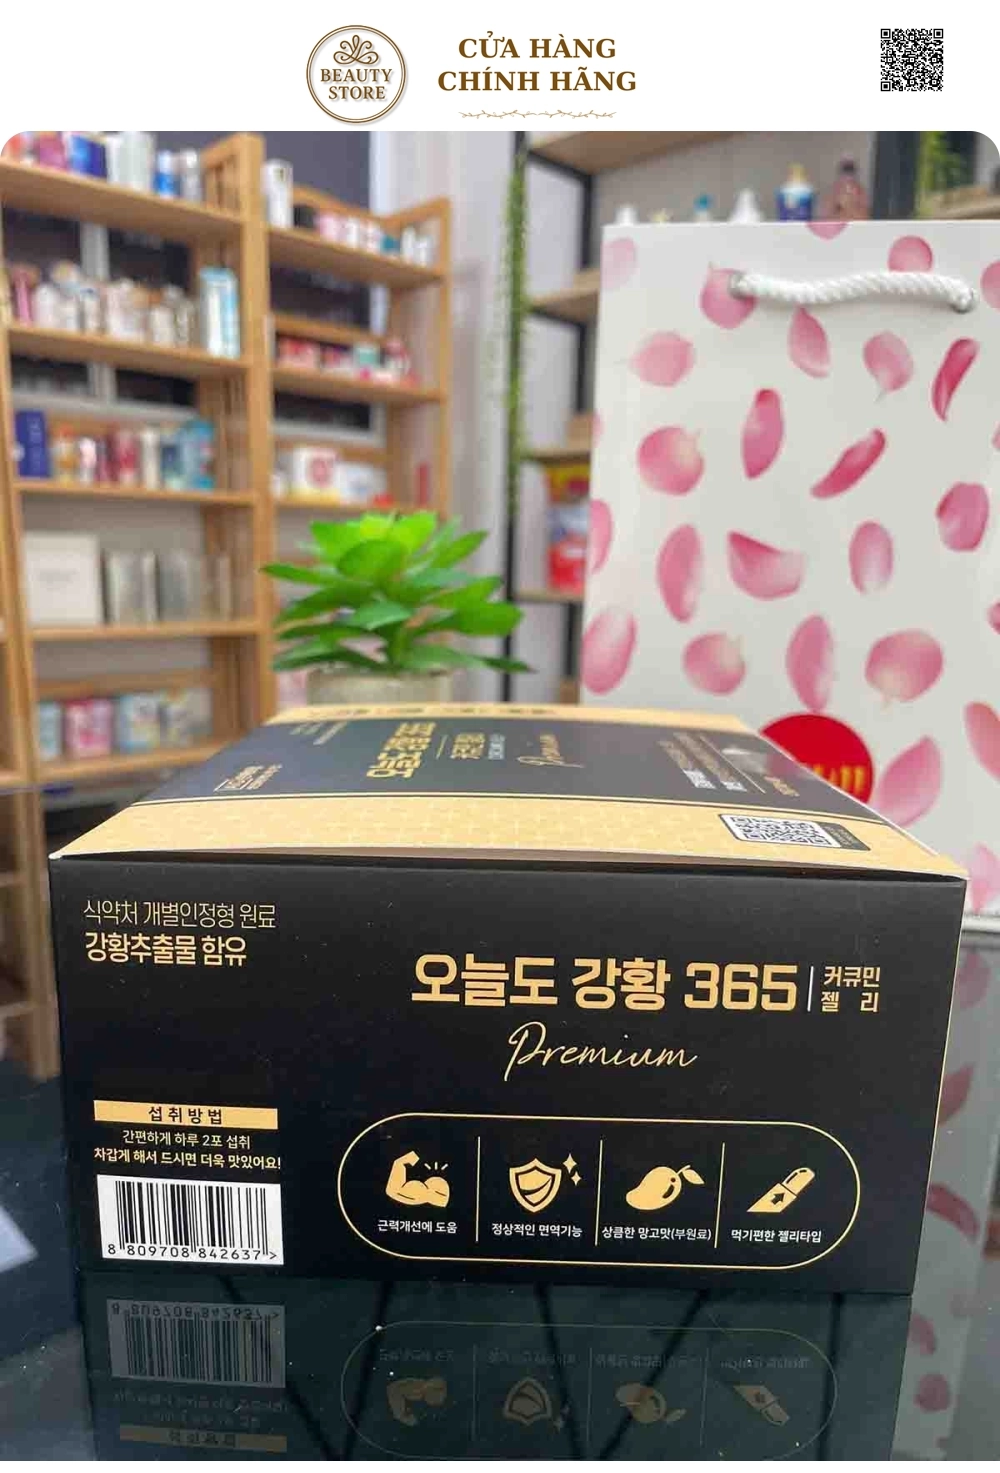 BEAUTY
STORE
CỬA HÀNG
CHÍNH HÃNG
식약처 개별인정형 원료
강황추출물 함유
오늘도 강황 365
커큐민
젤 리
Premium
섭취방법
간편하게 하루 2포 섭취
차갑게 해서 드시면 더욱 맛있어요!
8 809708 842637 >
근력개선에 도움
정상적인 면역기능
상큼한 망고맛(부원료)
먹기편한 젤리타입